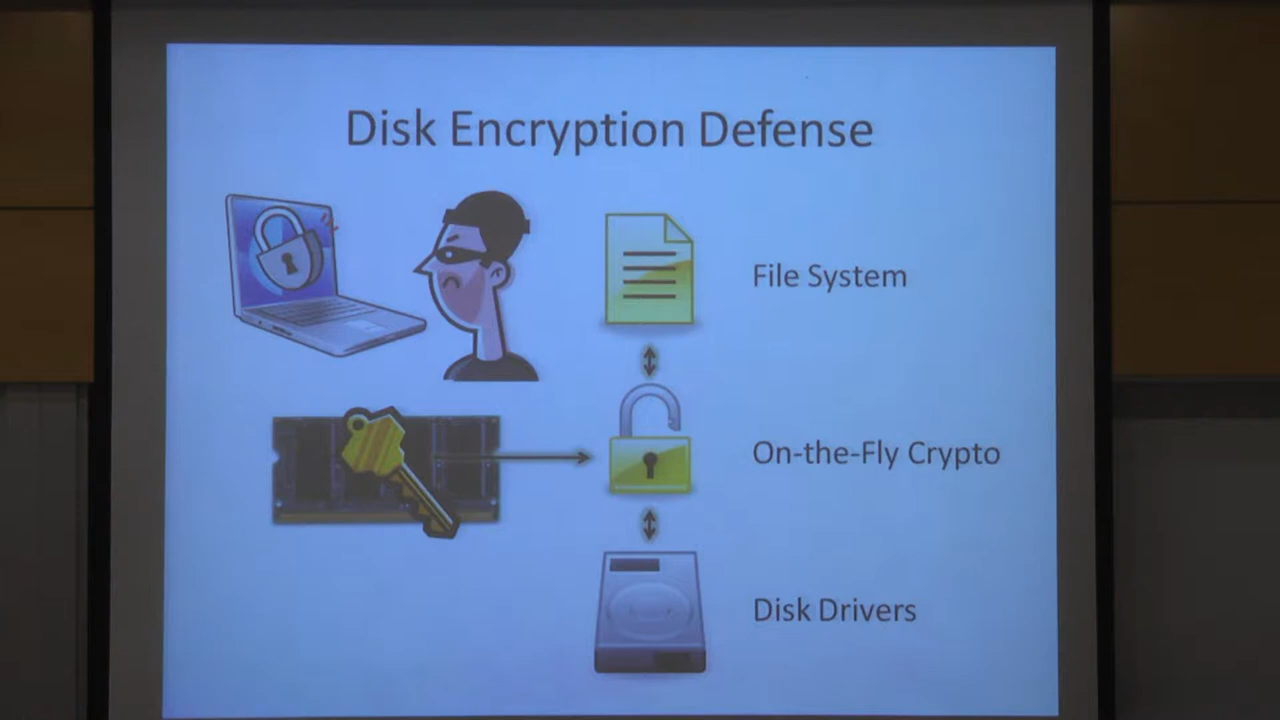 Disk Encryption Defense
File System
On-the-Fly Crypto
Disk Drivers